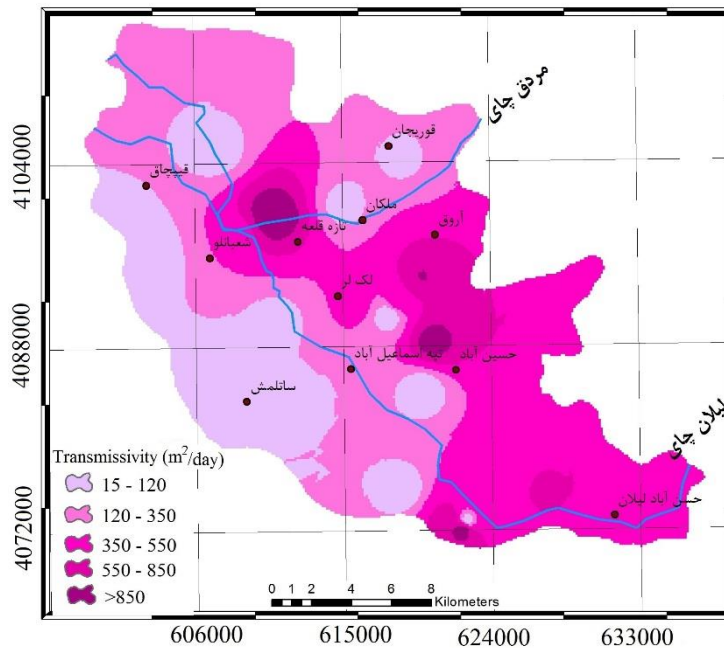 مردق چای
قوریجان
4104000
قیپچاق
ملکان
آروق
تازه قلعه
شعبانلو
لک لر
4088000
تپه اسماعیل آباد
حسین آباد
ساتلمش
لیلان چای
Transmissivity (m²/day)
15 - 120
120 - 350
350 - 550
550 - 850
>850
حسن آباد لیلان
4072000
0 1 2 4 6 8
Kilometers
606000 615000 624000 633000